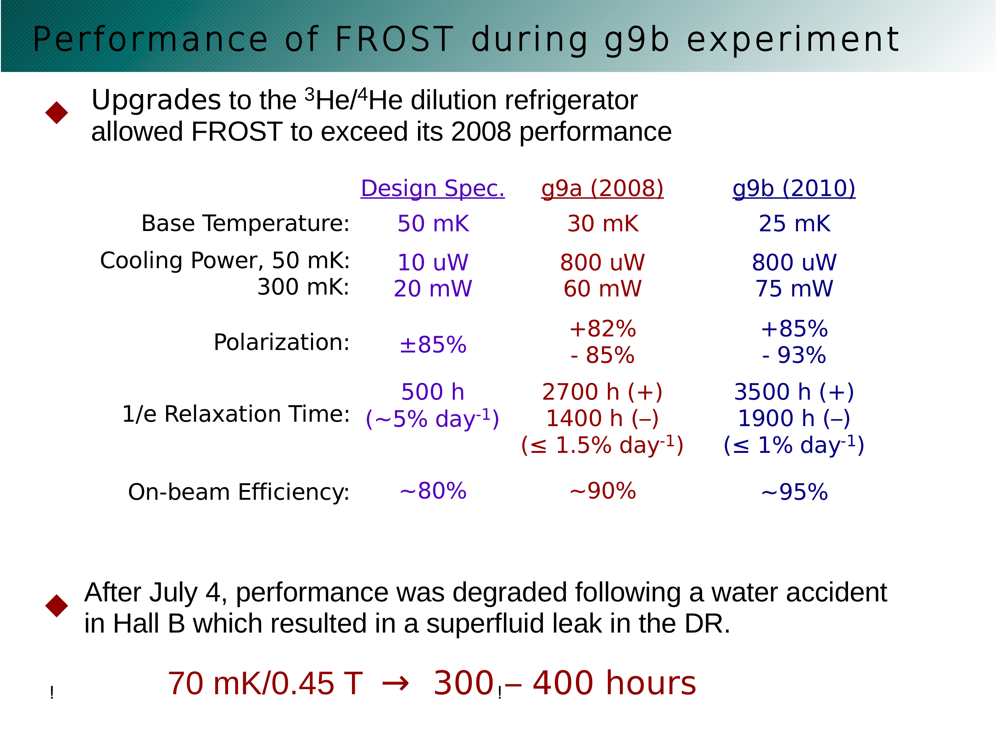 Performance of FROST during g9b experiment
Upgrades to the ³He/⁴He dilution refrigerator
allowed FROST to exceed its 2008 performance
Design Spec. g9a (2008) g9b (2010)
Base Temperature: 50 mK 30 mK 25 mK
Cooling Power, 50 mK: 10 uW 800 uW 800 uW
300 mK: 20 mW 60 mW 75 mW
+82% +85%
Polarization: ±85%
- 85% - 93%
500 h 2700 h (+) 3500 h (+)
1/e Relaxation Time: (~5% day⁻¹) 1400 h (–) 1900 h (–)
(≤ 1.5% day⁻¹) (≤ 1% day⁻¹)
On-beam Efficiency: ~80% ~90% ~95%
After July 4, performance was degraded following a water accident
in Hall B which resulted in a superfluid leak in the DR.
70 mK/0.45 T → 300 – 400 hours
! !